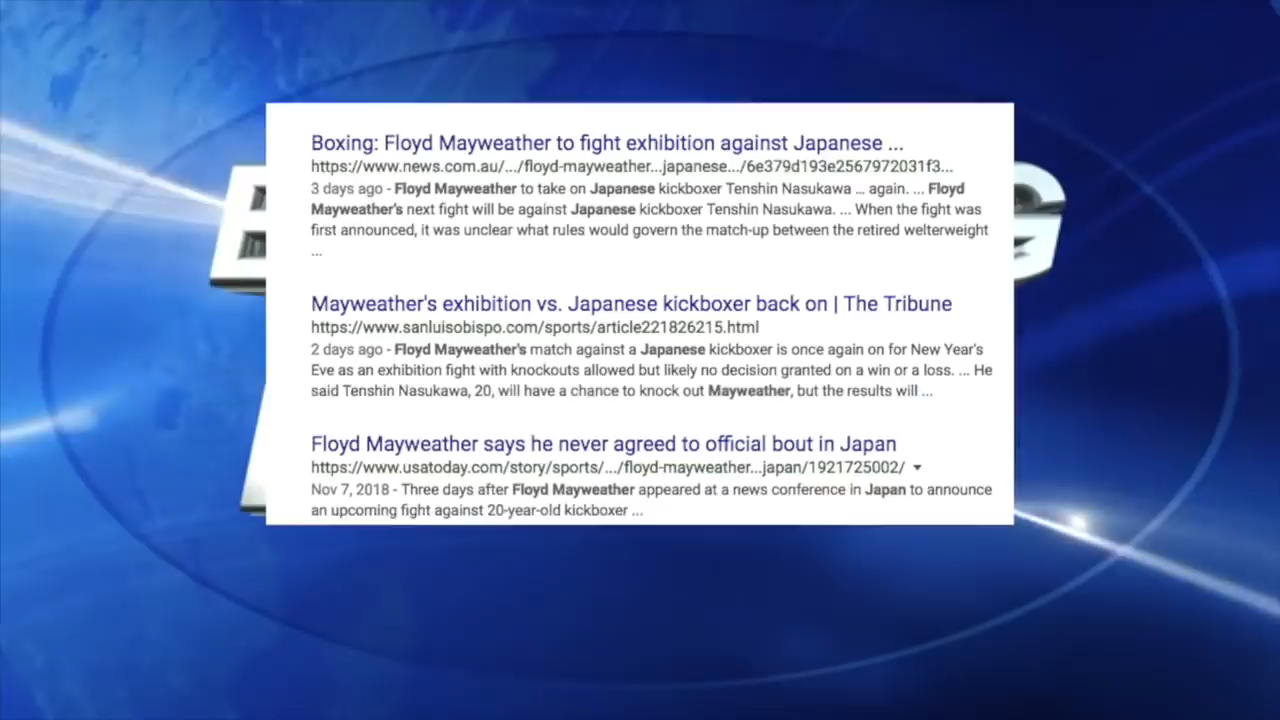 Boxing: Floyd Mayweather to fight exhibition against Japanese ...
https://www.news.com.au/.../floyd-mayweather...japanese.../6e379d193e2567972031f3...
3 days ago - Floyd Mayweather to take on Japanese kickboxer Tenshin Nasukawa ... again. ... Floyd
Mayweather's next fight will be against Japanese kickboxer Tenshin Nasukawa. ... When the fight was
first announced, it was unclear what rules would govern the match-up between the retired welterweight
...
Mayweather's exhibition vs. Japanese kickboxer back on | The Tribune
https://www.sanluisobispo.com/sports/article221826215.html
2 days ago - Floyd Mayweather's match against a Japanese kickboxer is once again on for New Year's
Eve as an exhibition fight with knockouts allowed but likely no decision granted on a win or a loss. ... He
said Tenshin Nasukawa, 20, will have a chance to knock out Mayweather, but the results will ...
Floyd Mayweather says he never agreed to official bout in Japan
https://www.usatoday.com/story/sports/.../floyd-mayweather...japan/1921725002/
Nov 7, 2018 - Three days after Floyd Mayweather appeared at a news conference in Japan to announce
an upcoming fight against 20-year-old kickboxer ...